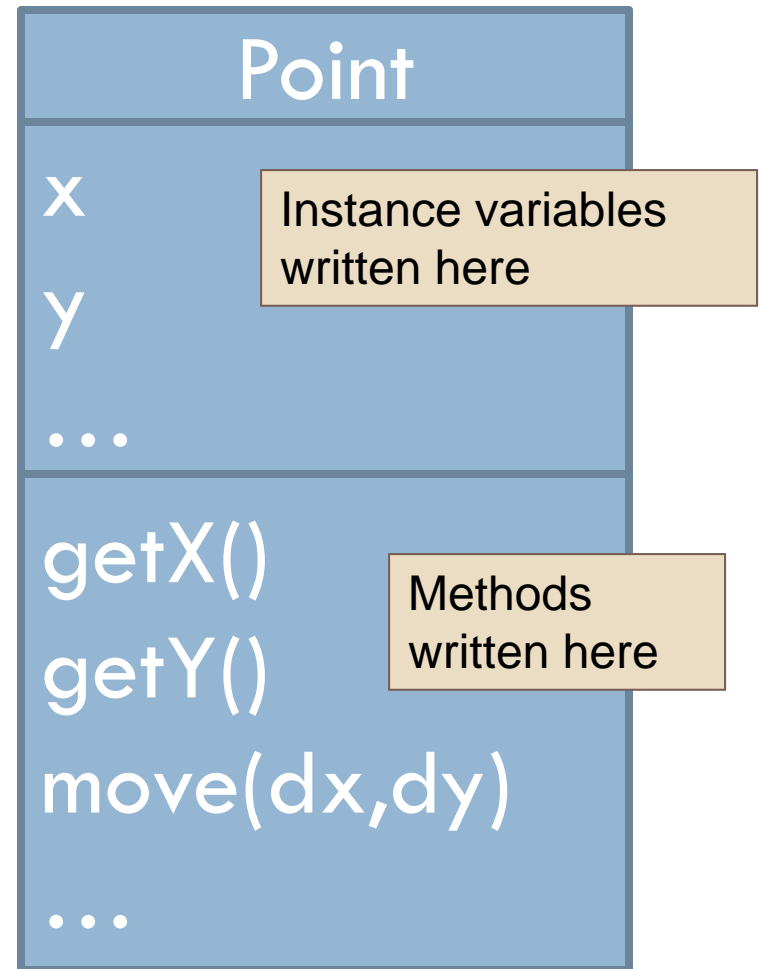 Point
x
Instance variables
written here
y
...
getX()
Methods
written here
getY()
move(dx,dy)
...